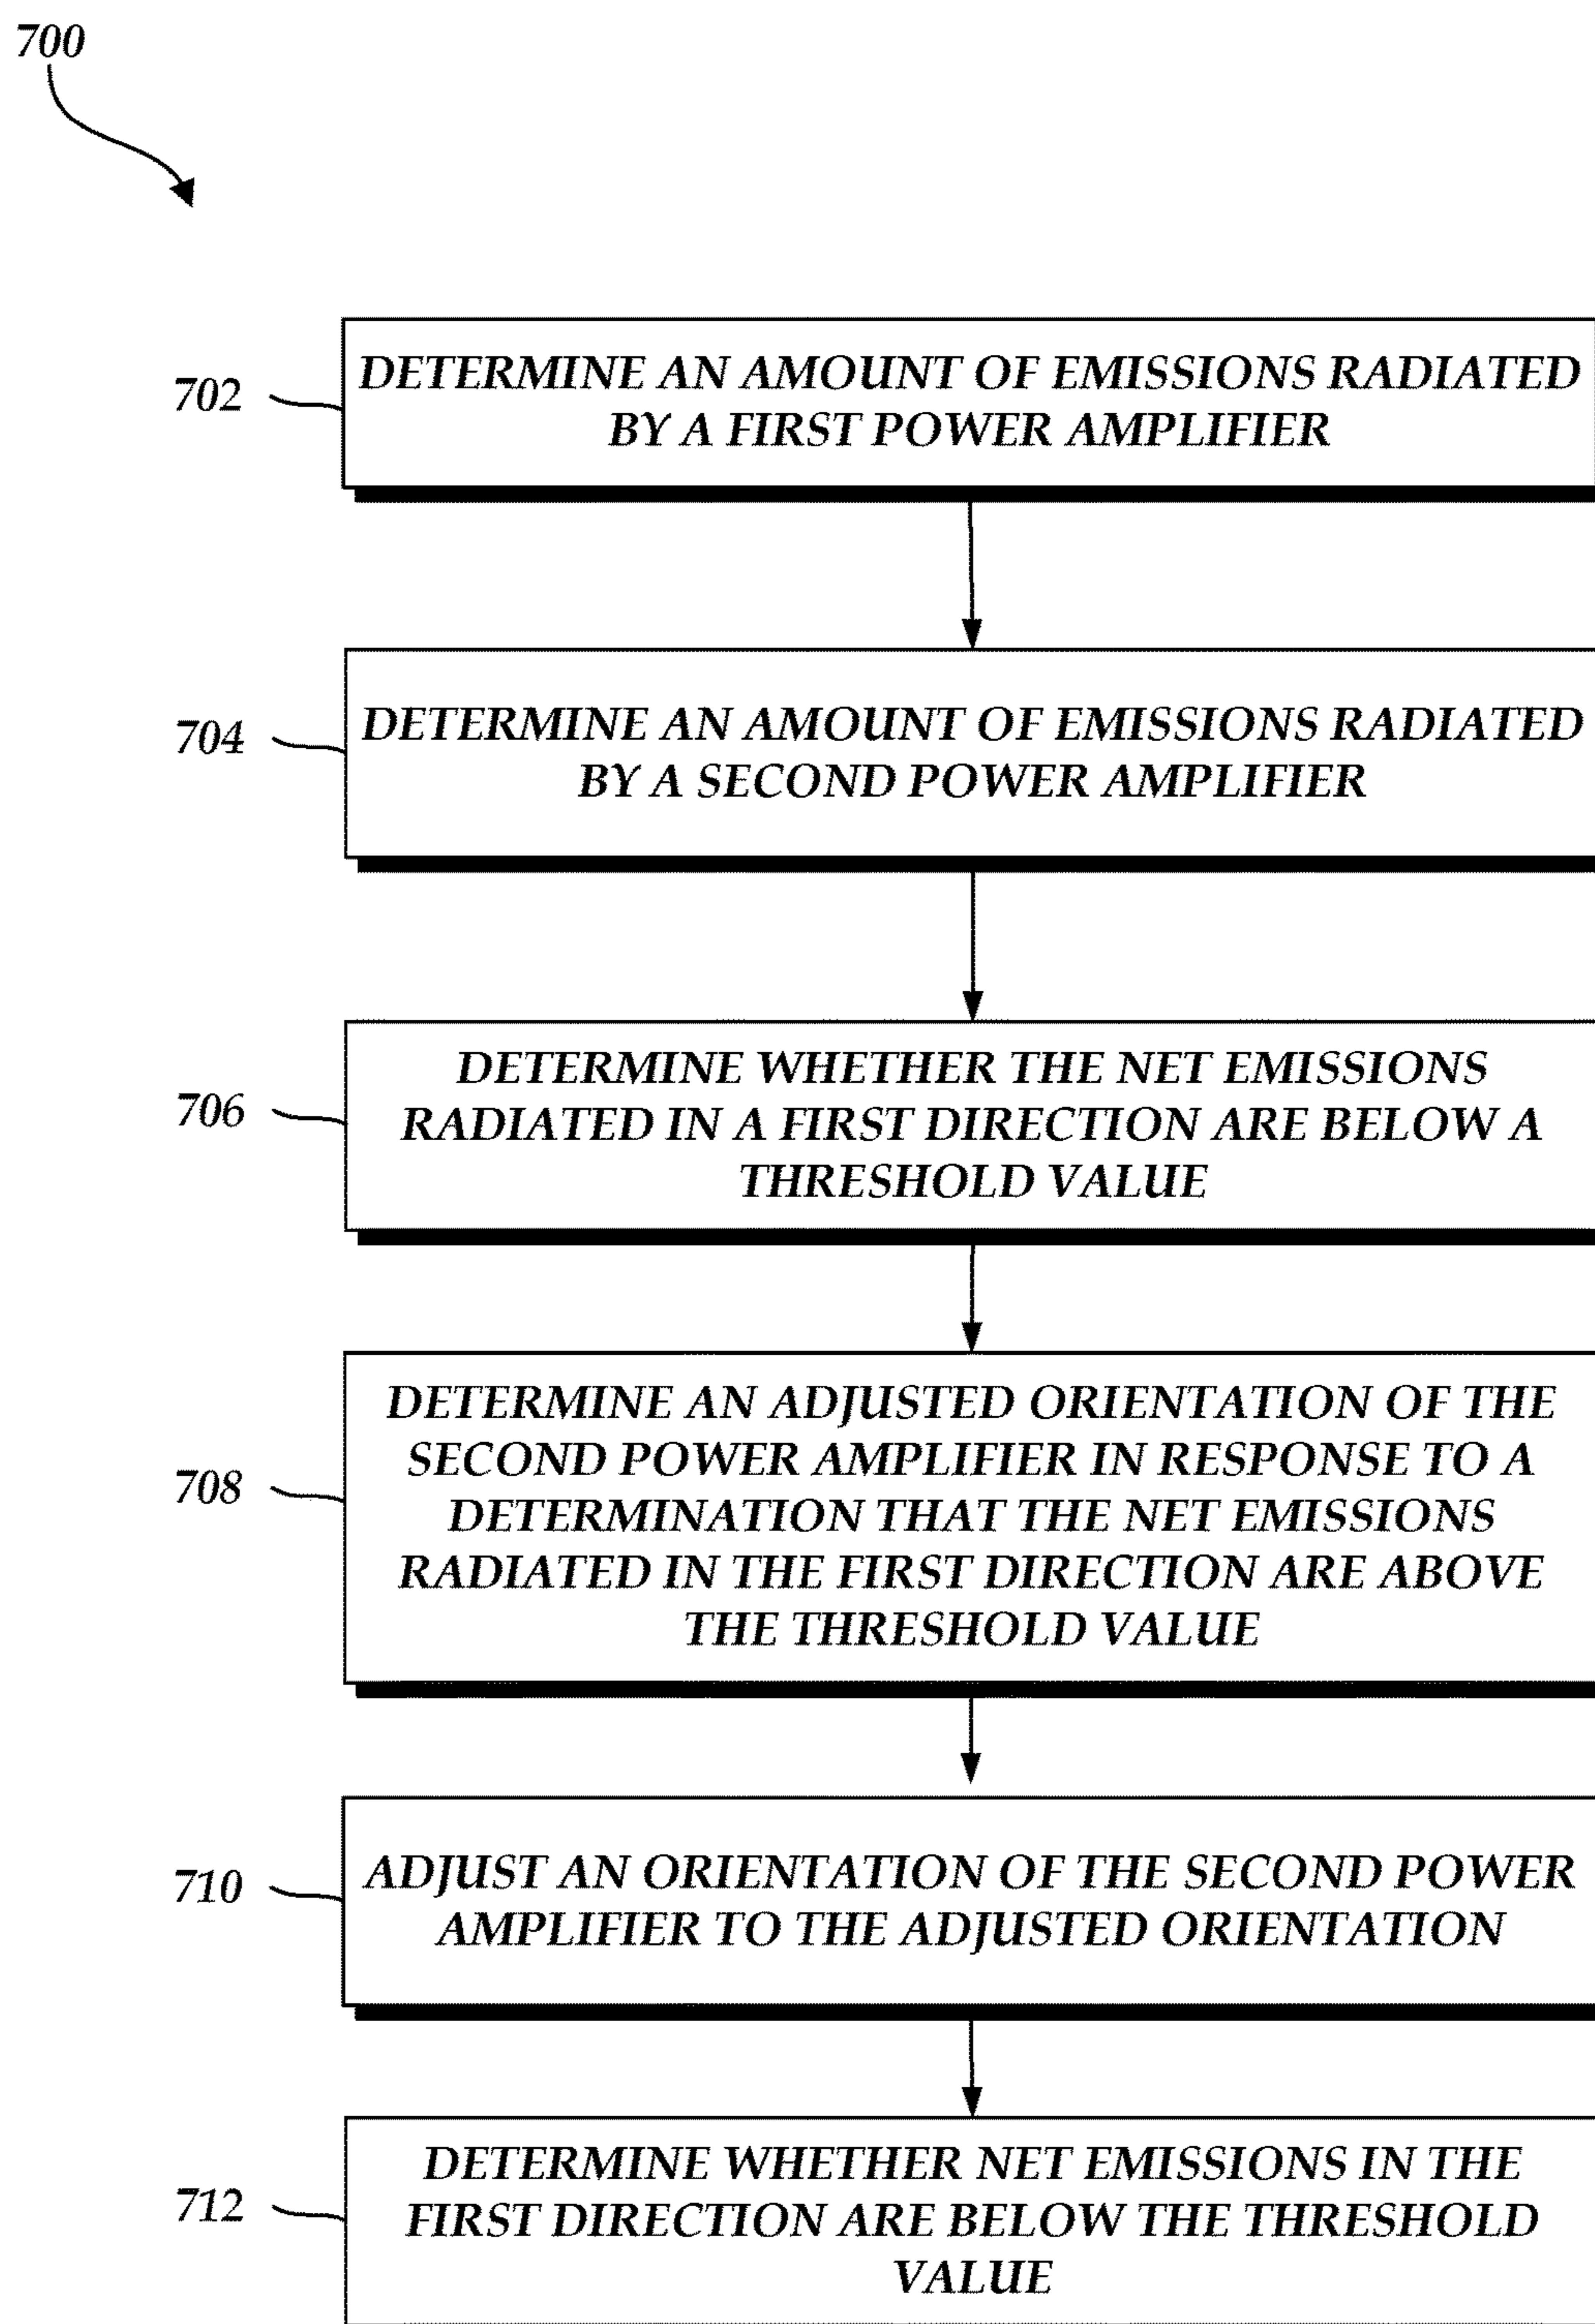 700
702
DETERMINE AN AMOUNT OF EMISSIONS RADIATED
BY A FIRST POWER AMPLIFIER
704
DETERMINE AN AMOUNT OF EMISSIONS RADIATED
BY A SECOND POWER AMPLIFIER
706
DETERMINE WHETHER THE NET EMISSIONS
RADIATED IN A FIRST DIRECTION ARE BELOW A
THRESHOLD VALUE
708
DETERMINE AN ADJUSTED ORIENTATION OF THE
SECOND POWER AMPLIFIER IN RESPONSE TO A
DETERMINATION THAT THE NET EMISSIONS
RADIATED IN THE FIRST DIRECTION ARE ABOVE
THE THRESHOLD VALUE
710
ADJUST AN ORIENTATION OF THE SECOND POWER
AMPLIFIER TO THE ADJUSTED ORIENTATION
712
DETERMINE WHETHER NET EMISSIONS IN THE
FIRST DIRECTION ARE BELOW THE THRESHOLD
VALUE